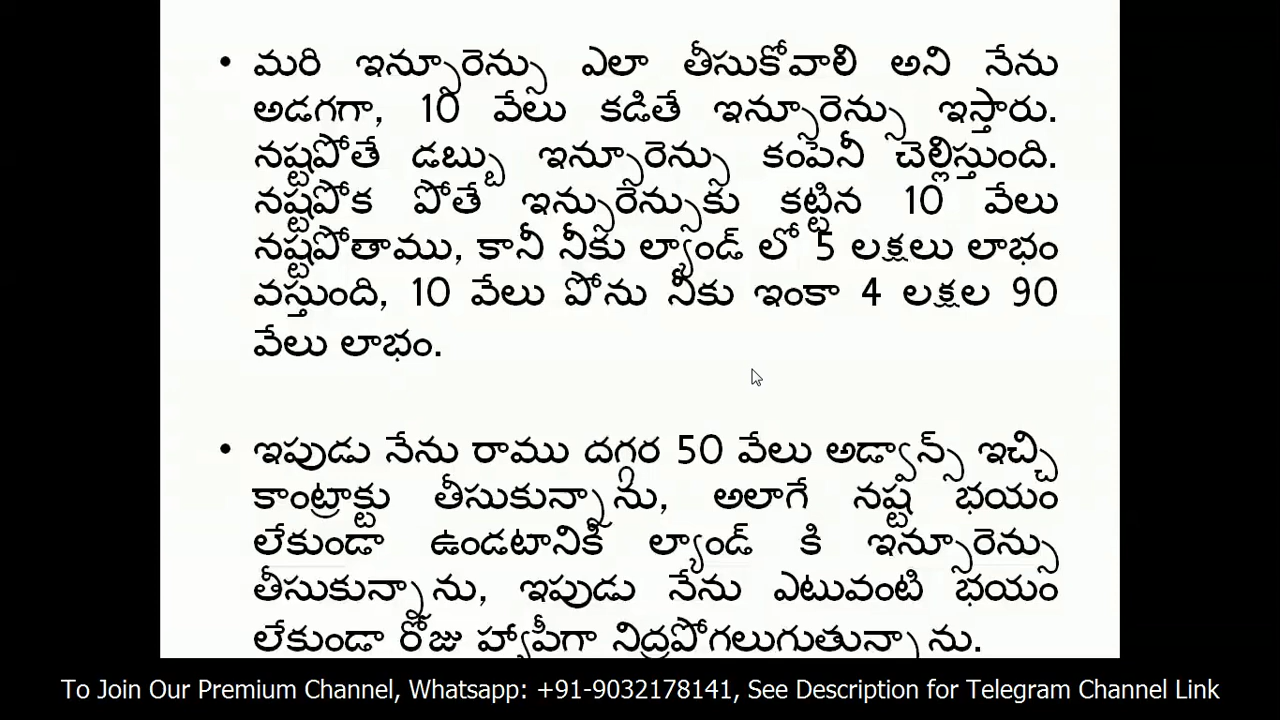 • మరి ఇన్సూరెన్సు ఎలా తీసుకోవాలి అని నేను
అడగగా, 10 వేలు కడితే ఇన్సూరెన్సు ఇస్తారు.
నష్టపోతే డబ్బు ఇన్సూరెన్సు కంపెనీ చెల్లిస్తుంది.
నష్టపోక పోతే ఇన్సురెన్సుకు కట్టిన 10 వేలు
నష్టపోతాము, కానీ నీకు ల్యాండ్ లో 5 లక్షలు లాభం
వస్తుంది, 10 వేలు పోను నీకు ఇంకా 4 లక్షల 90
వేలు లాభం.
• ఇపుడు నేను రాము దగ్గర 50 వేలు అడ్వాన్స్ ఇచ్చి
కాంట్రాక్టు తీసుకున్నాను, అలాగే నష్ట భయం
లేకుండా ఉండటానికి ల్యాండ్ కి ఇన్సూరెన్సు
తీసుకున్నాను, ఇపుడు నేను ఎటువంటి భయం
లేకుండా రోజు హ్యాపీగా నిద్రపోగలుగుతున్నాను.
To Join Our Premium Channel, Whatsapp: +91-9032178141, See Description for Telegram Channel Link